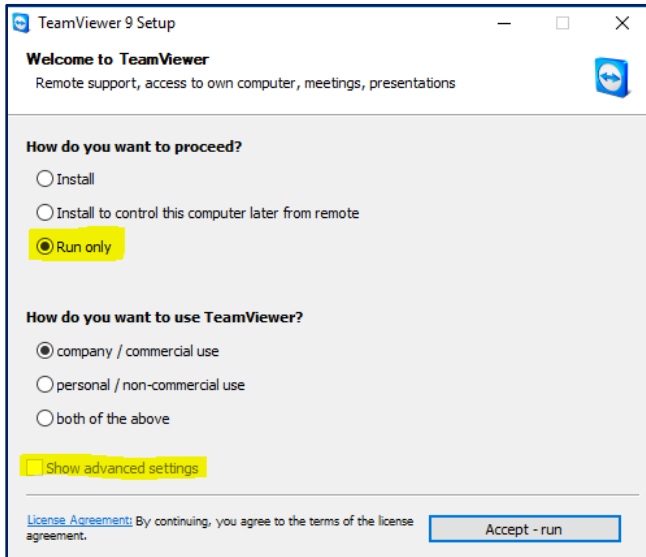 TeamViewer 9 Setup
Welcome to TeamViewer
Remote support, access to own computer, meetings, presentations
How do you want to proceed?
Install
Install to control this computer later from remote
Run only
How do you want to use TeamViewer?
company / commercial use
personal / non-commercial use
both of the above
Show advanced settings
License Agreement: By continuing, you agree to the terms of the license
agreement.
Accept - run